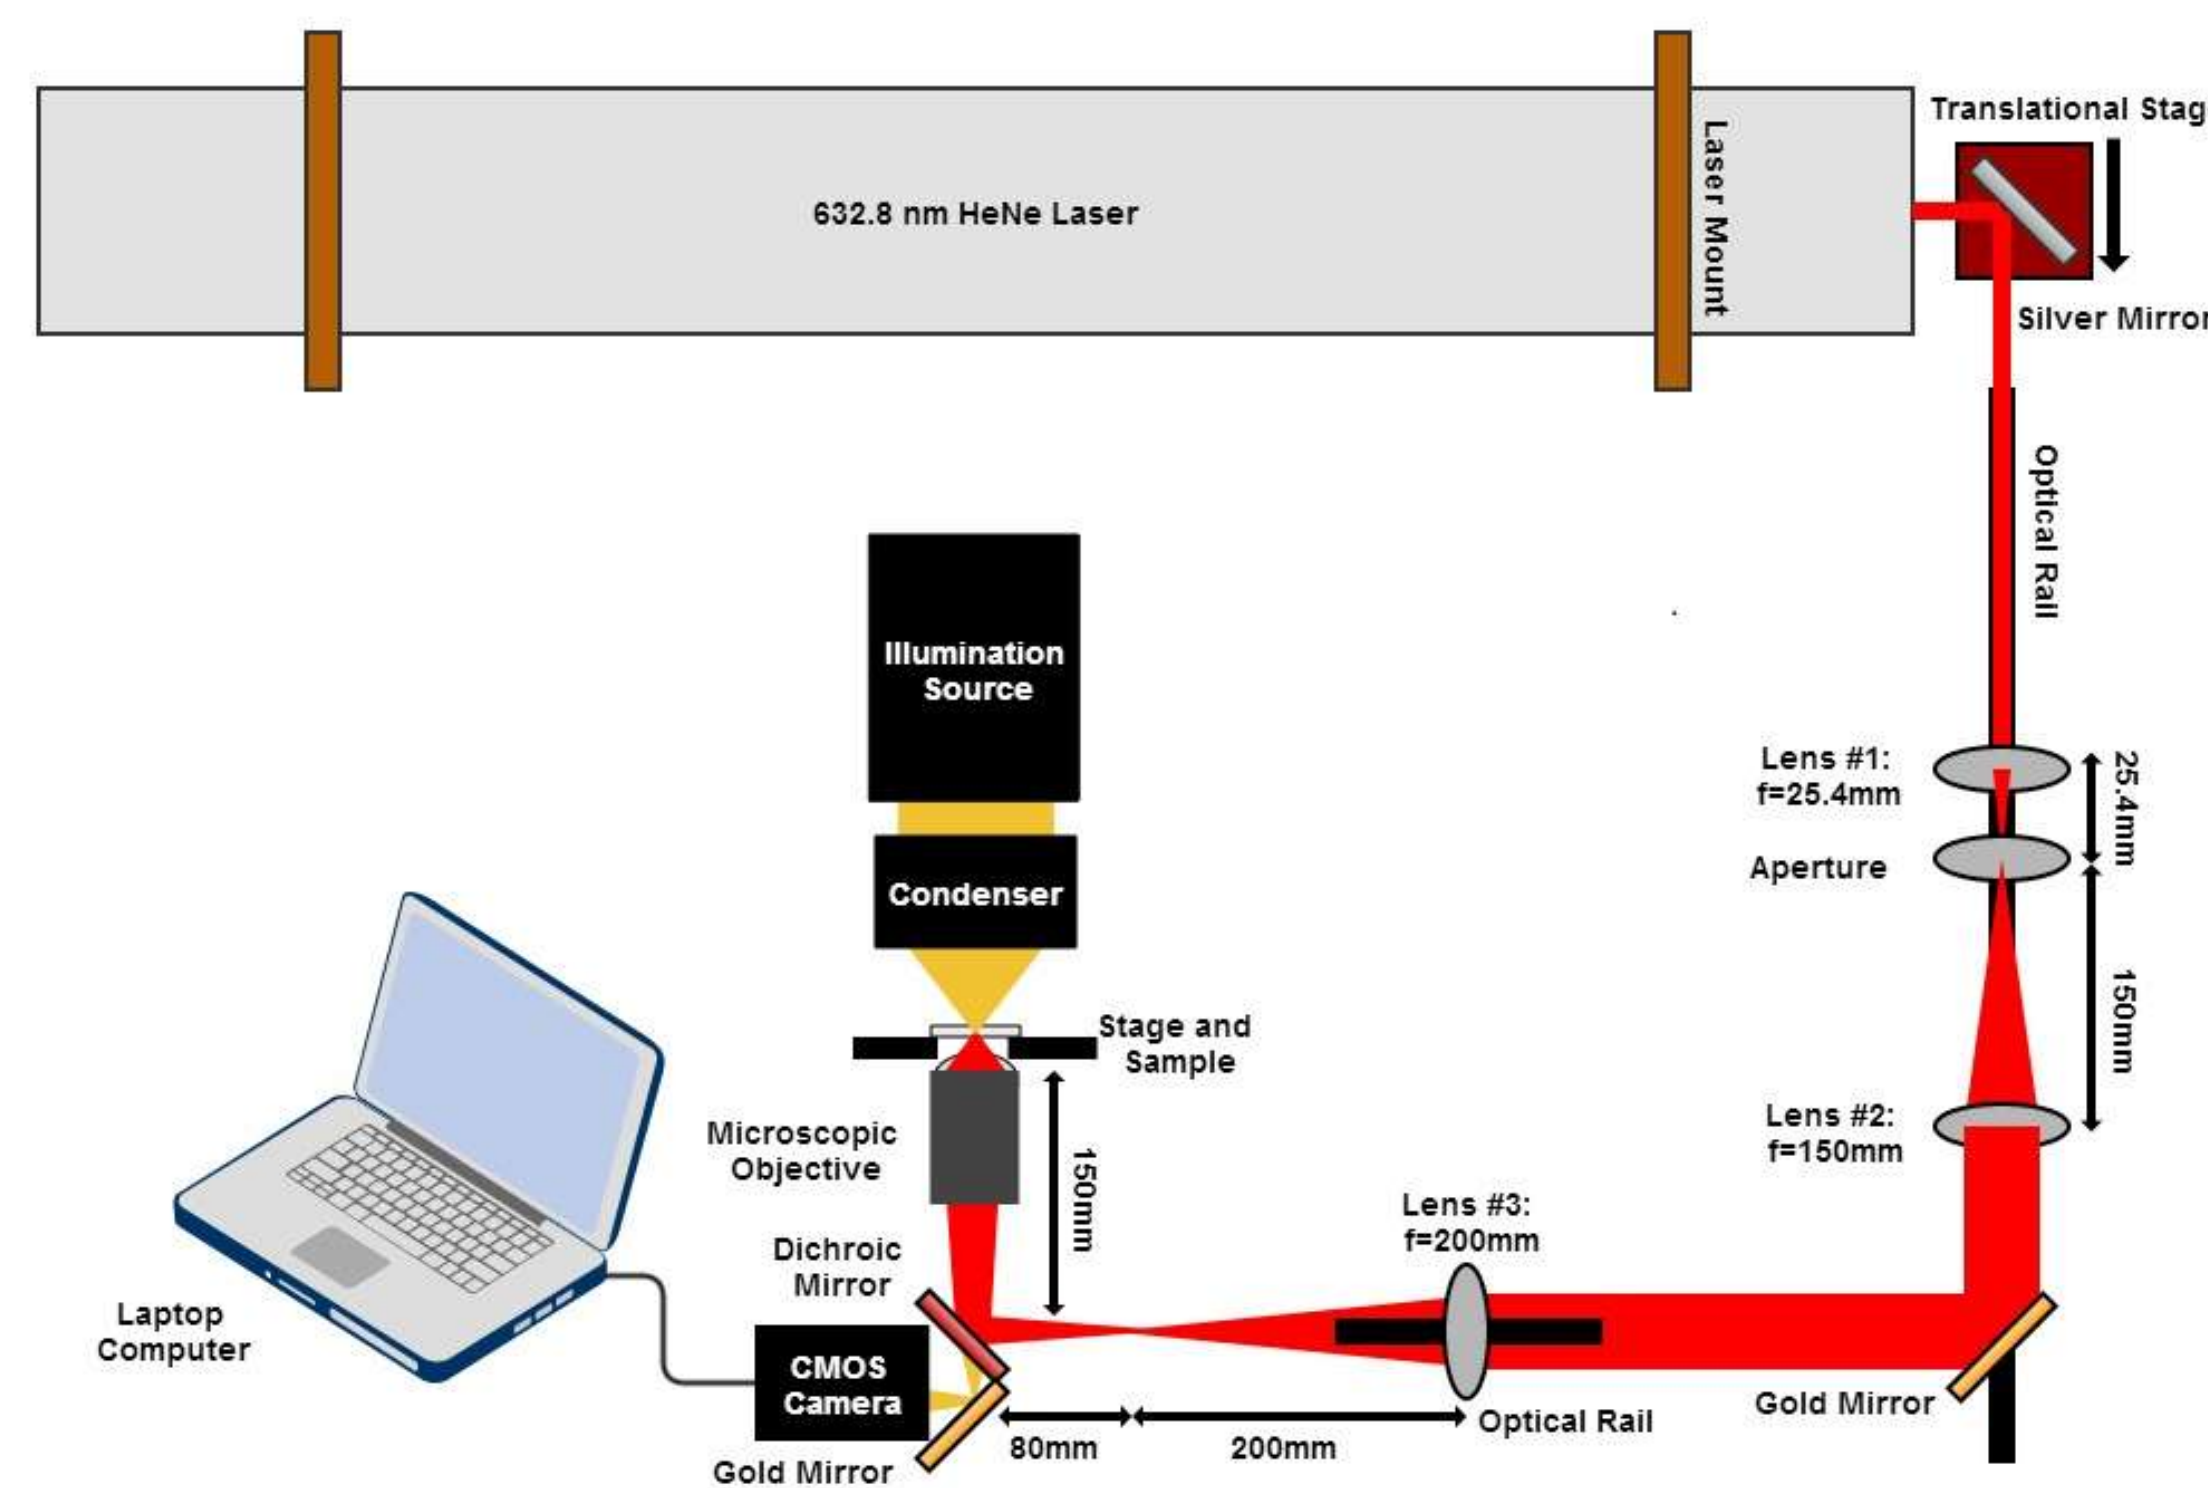 Translational Stag
632.8 nm HeNe Laser
Laser Mount
Silver Mirror
Optical Rail
Illumination
Source
Lens #1:
f=25.4mm
25.4mm
Aperture
Condenser
150mm
Stage and
Sample
Microscopic
Objective
150mm
Lens #2:
f=150mm
Lens #3:
f=200mm
Dichroic
Mirror
Laptop
Computer
CMOS
Camera
Gold Mirror
80mm
200mm
Optical Rail
Gold Mirror